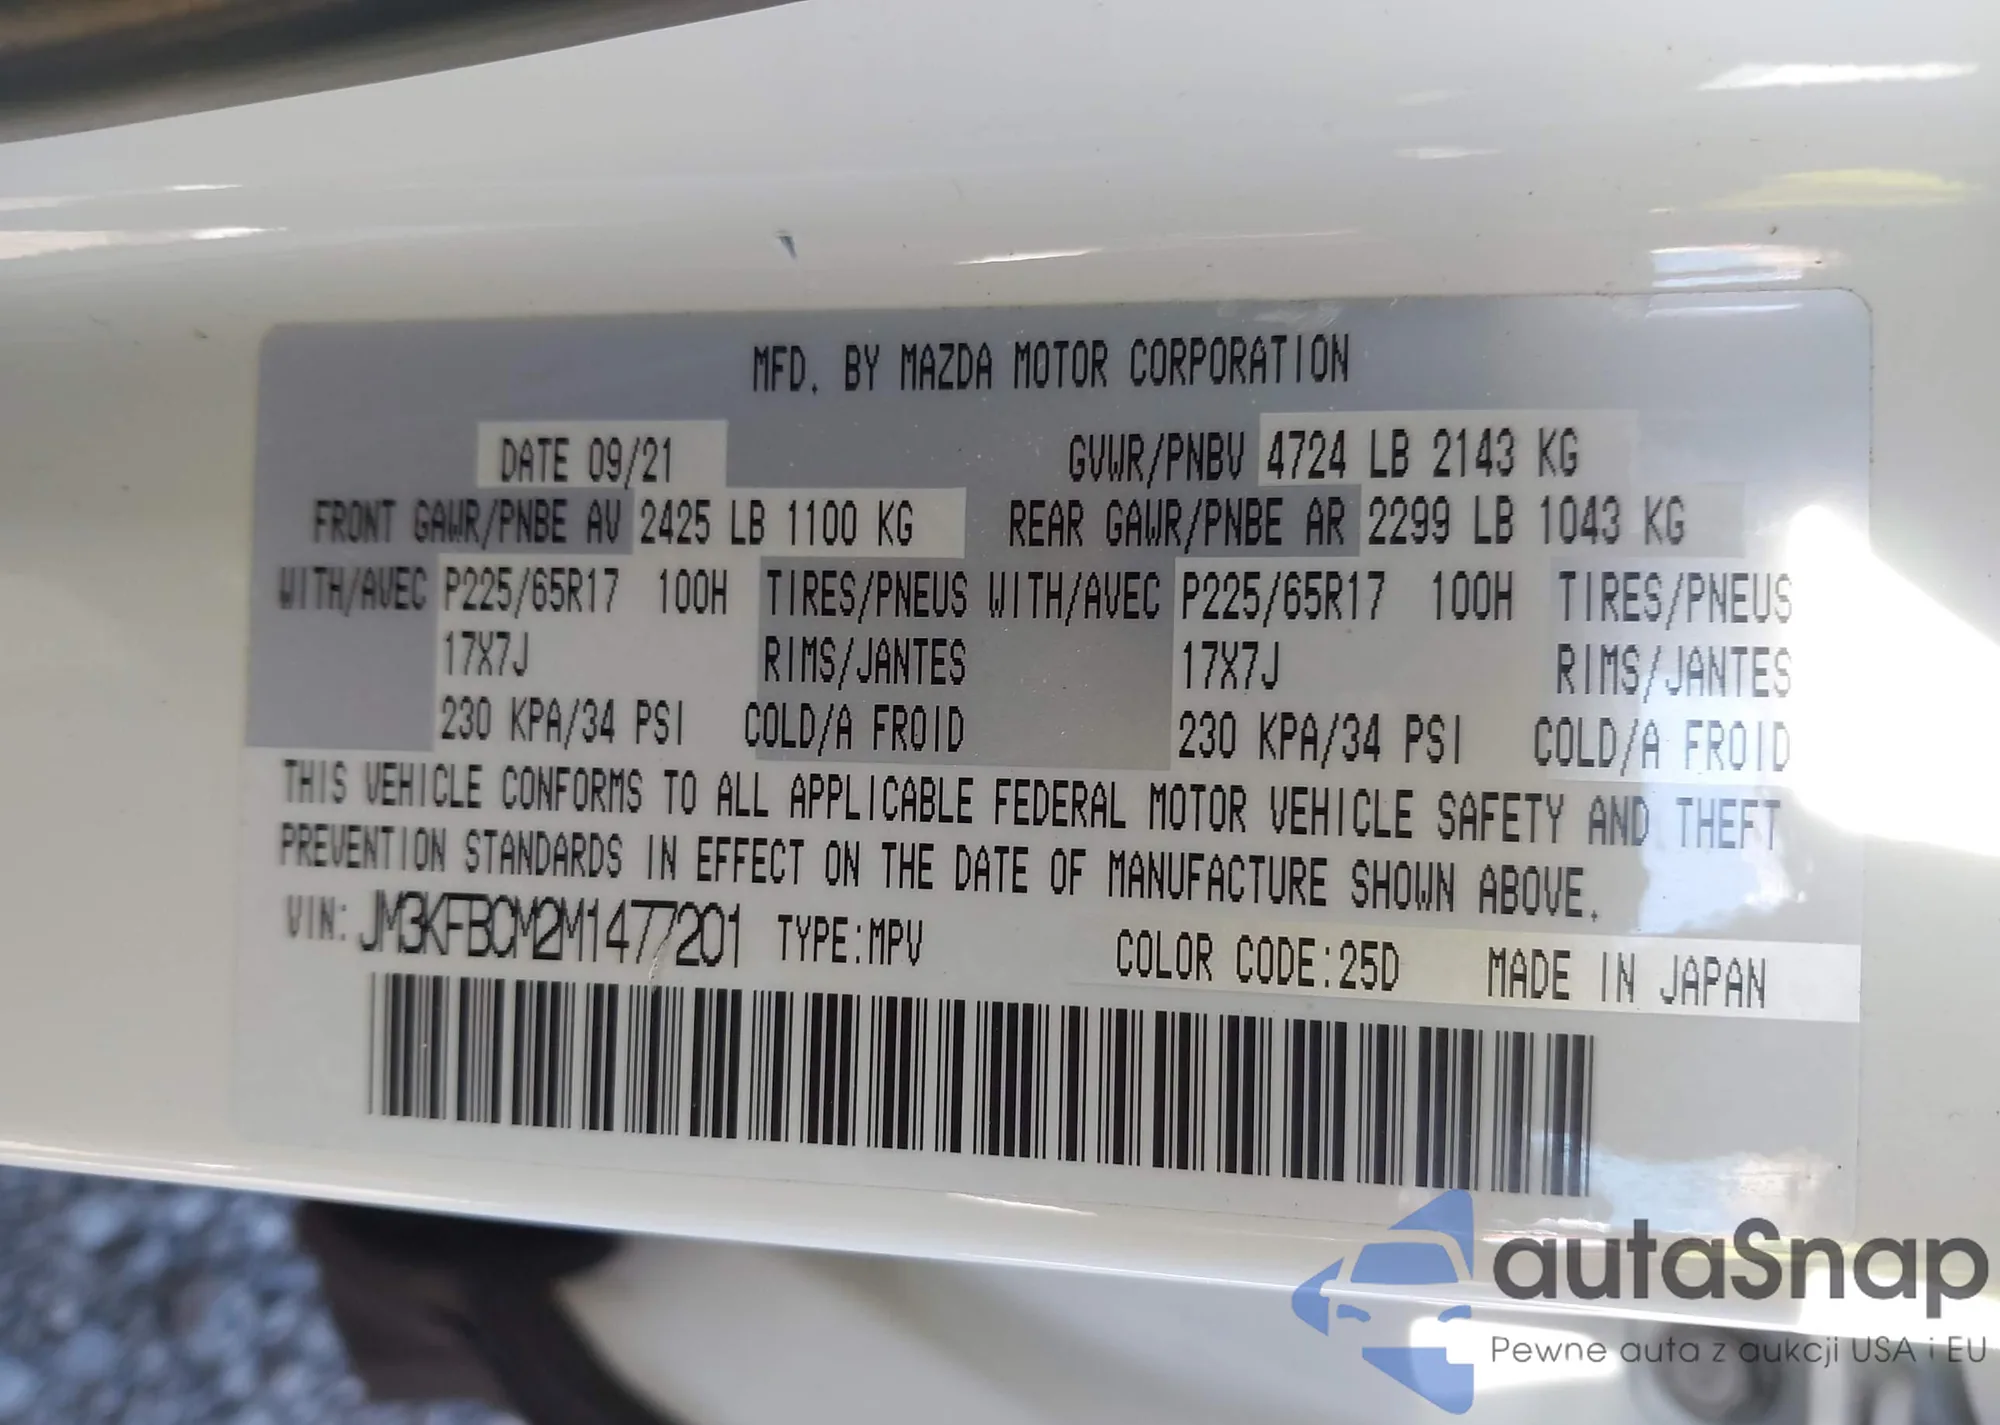 MFD. BY MAZDA MOTOR CORPORATION
DATE 09/21 GVWR/PNBV 4724 LB 2143 KG
FRONT GAWR/PNBE AV 2425 LB 1100 KG REAR GAWR/PNBE AR 2299 LB 1043 KG
WITH/AVEC P225/65R17 100H TIRES/PNEUS WITH/AVEC P225/65R17 100H TIRES/PNEUS
17X7J RIMS/JANTES 17X7J RIMS/JANTES
230 KPA/34 PSI COLD/A FROID 230 KPA/34 PSI COLD/A FROID
THIS VEHICLE CONFORMS TO ALL APPLICABLE FEDERAL MOTOR VEHICLE SAFETY AND THEFT
PREVENTION STANDARDS IN EFFECT ON THE DATE OF MANUFACTURE SHOWN ABOVE.
VIN: JM3KFBCM2M1477201 TYPE:MPV COLOR CODE:25D MADE IN JAPAN
autaSnap
Pewne auta z aukcji USA i EU